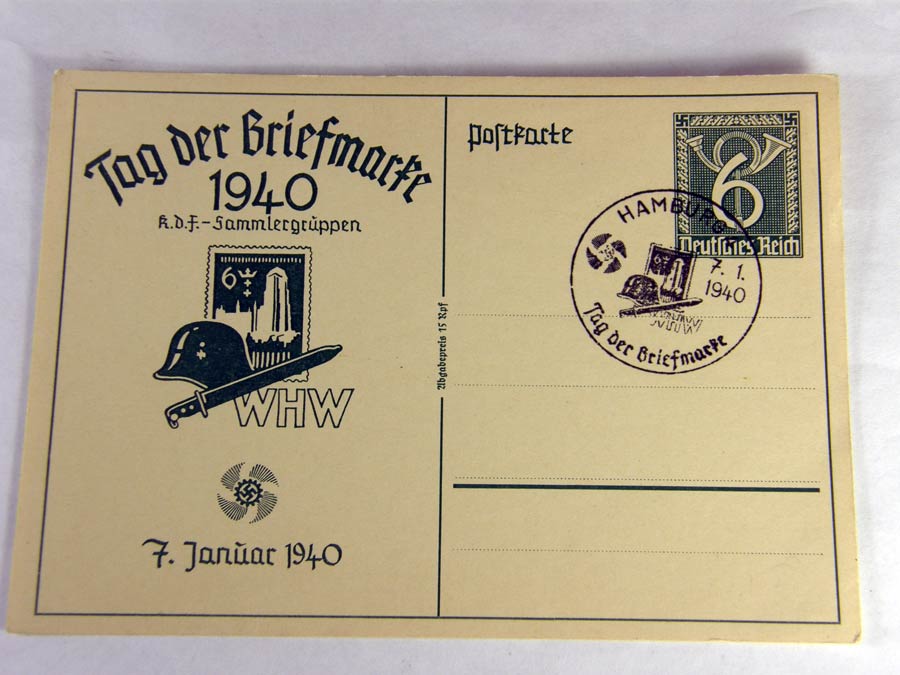 Tag der Briefmarke
1940
K.d.F.-Sammlergruppen
6
WHW
7. Januar 1940
Abgabepreis 15 Rpf
Postkarte
6
Deutsches Reich
HAMBURG
7. 1.
1940
6
WHW
Tag der Briefmarke